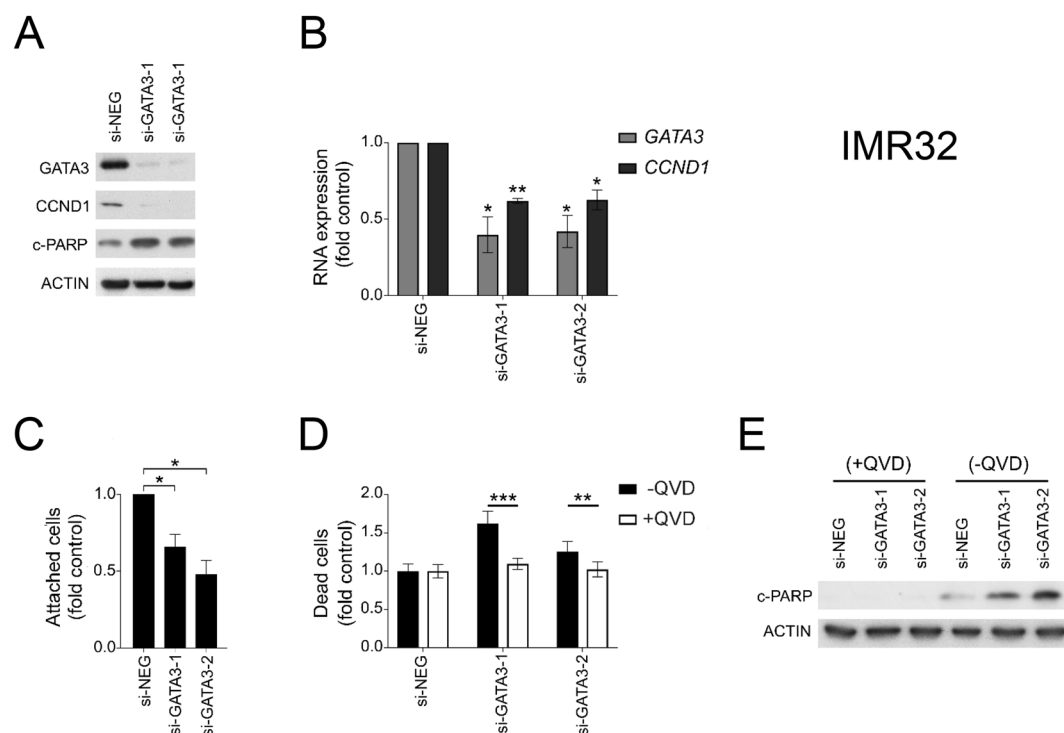 A
si-NEG
si-GATA3-1
si-GATA3-1
GATA3
CCND1
c-PARP
ACTIN
B
RNA expression
(fold control)
1.0
0.5
1.0
* ** * *
si-NEG
si-GATA3-1
si-GATA3-2
GATA3
CCND1
IMR32
C
Attached cells
(fold control)
1.0
0.5
1.0
*
*
si-NEG
si-GATA3-1
si-GATA3-2
D
Dead cells
(fold control)
2.0
1.5
1.0
0.5
0.0
*** **
si-NEG
si-GATA3-1
si-GATA3-2
-QVD
+QVD
E
(+QVD) (-QVD)
si-NEG
si-GATA3-1
si-GATA3-2
si-NEG
si-GATA3-1
si-GATA3-2
c-PARP
ACTIN